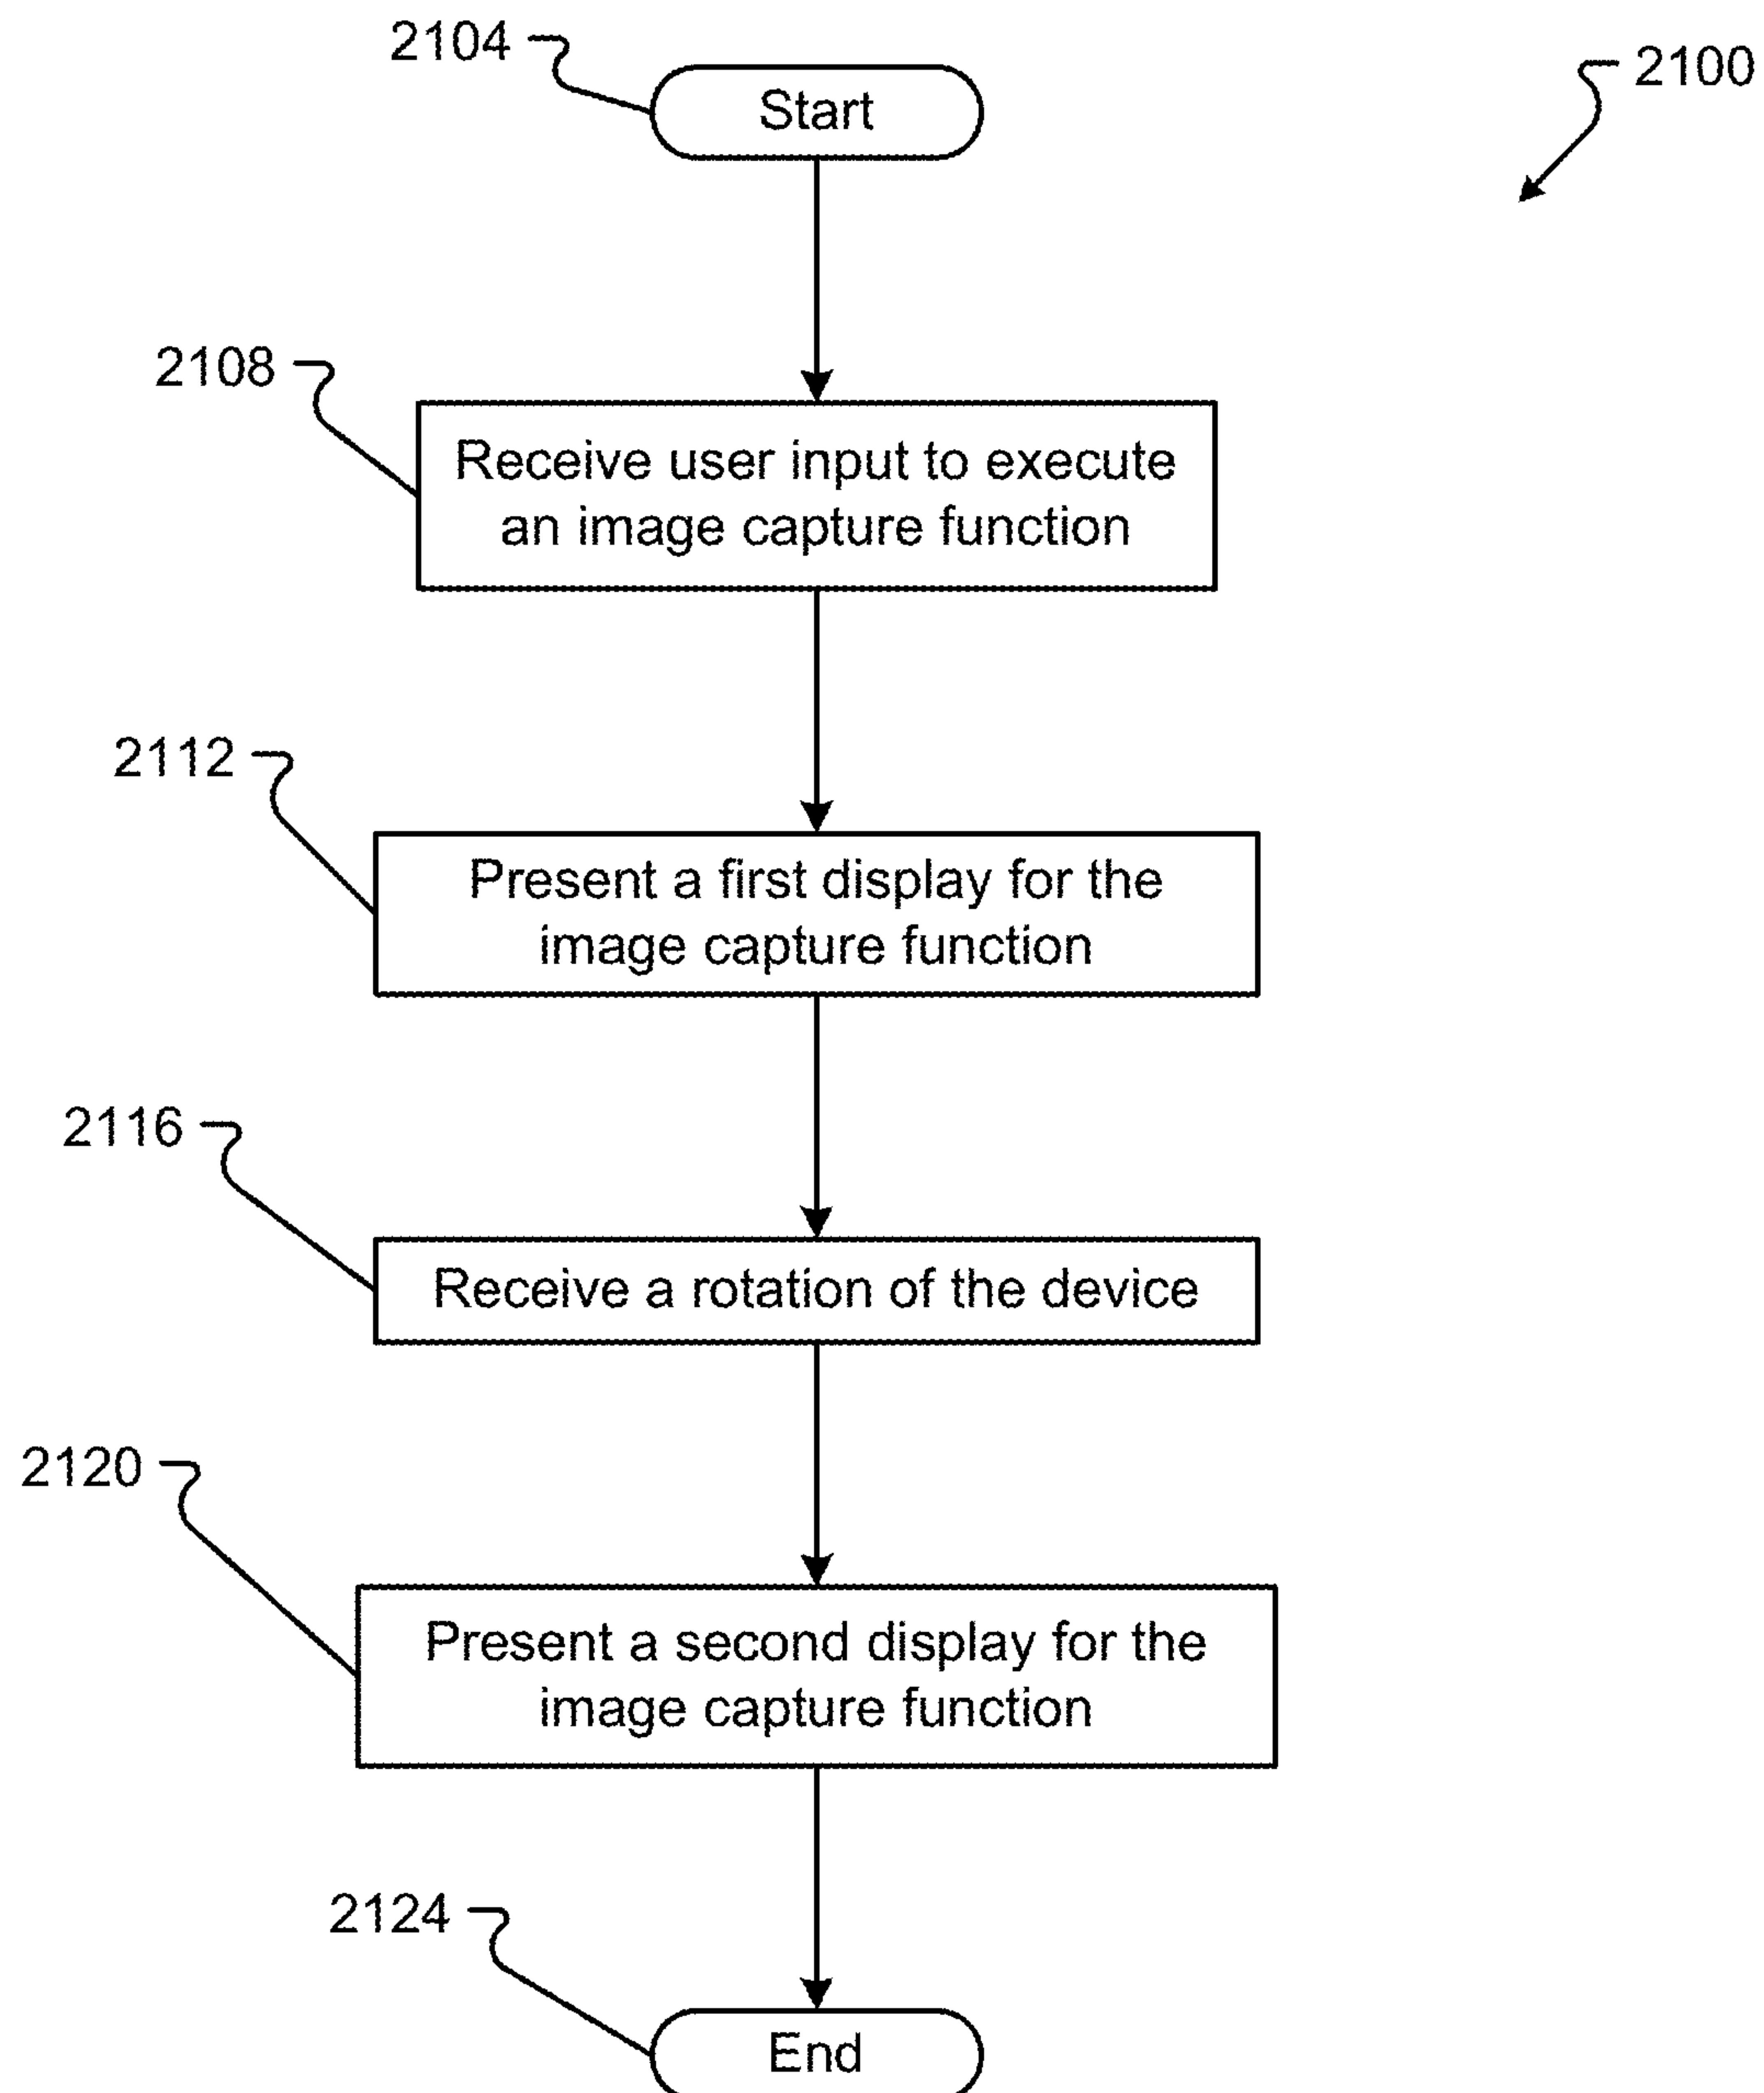 2104
Start
2100
2108
Receive user input to execute
an image capture function
2112
Present a first display for the
image capture function
2116
Receive a rotation of the device
2120
Present a second display for the
image capture function
2124
End